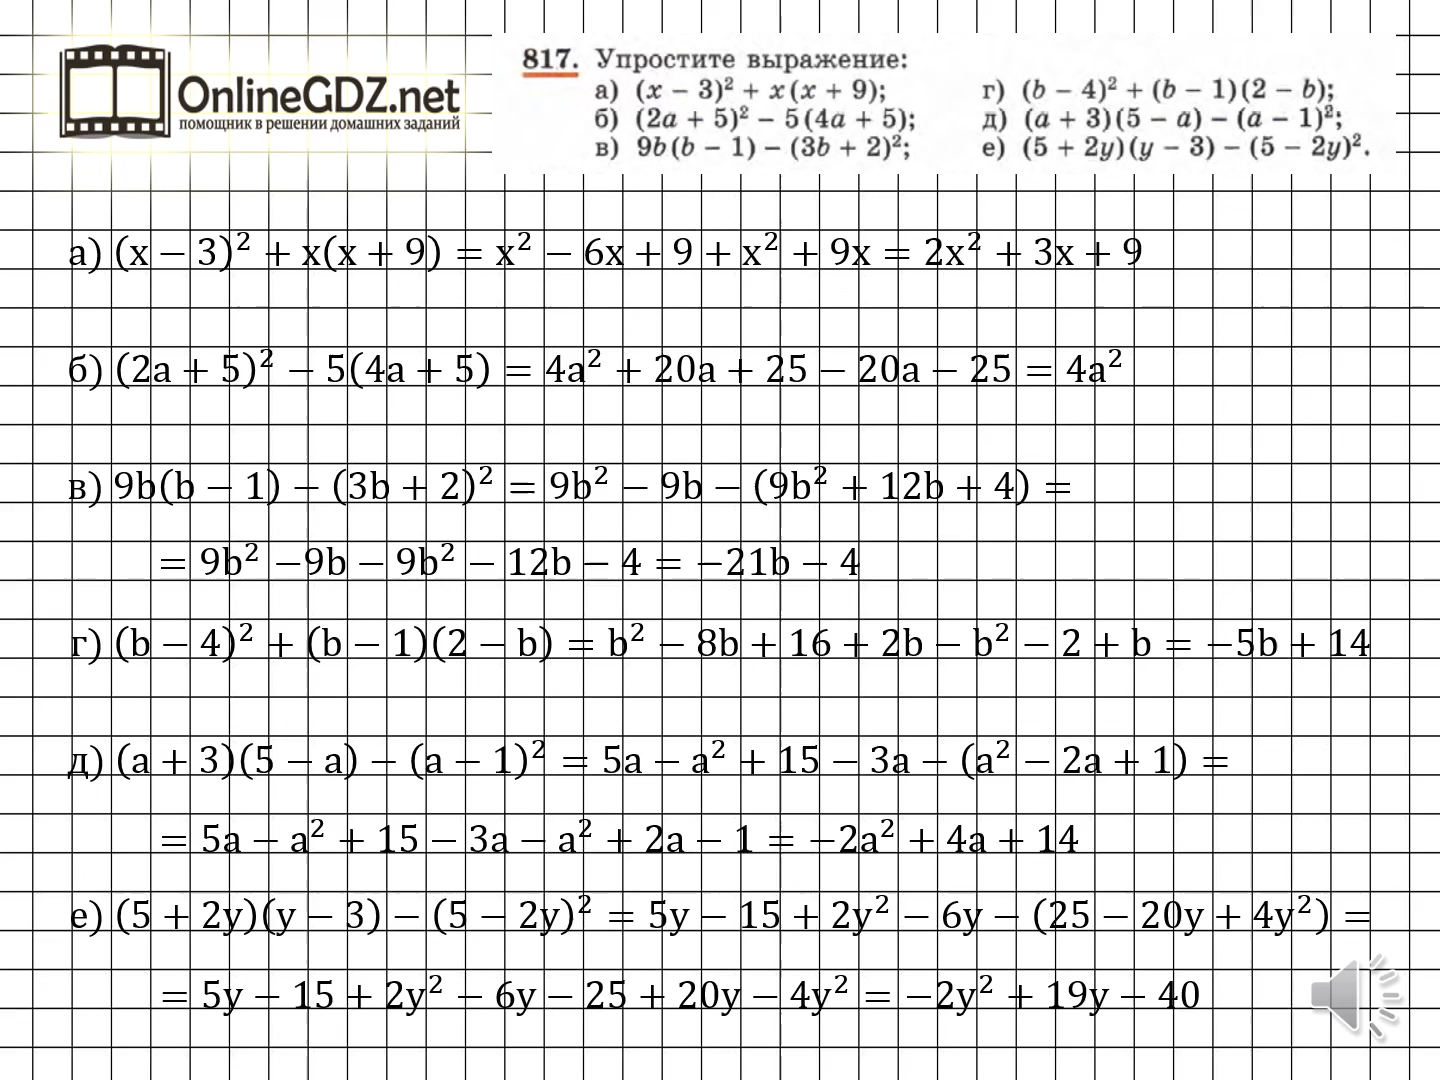 OnlineGDZ.net
помощник в решении домашних заданий
817. Упростите выражение:
а) (x − 3)² + x(x + 9);
б) (2a + 5)² − 5(4a + 5);
в) 9b(b − 1) − (3b + 2)²;
г) (b − 4)² + (b − 1)(2 − b);
д) (a + 3)(5 − a) − (a − 1)²;
е) (5 + 2y)(y − 3) − (5 − 2y)².
а) (x − 3)² + x(x + 9) = x² − 6x + 9 + x² + 9x = 2x² + 3x + 9
б) (2a + 5)² − 5(4a + 5) = 4a² + 20a + 25 − 20a − 25 = 4a²
в) 9b(b − 1) − (3b + 2)² = 9b² − 9b − (9b² + 12b + 4) =
= 9b² −9b − 9b² − 12b − 4 = −21b − 4
г) (b − 4)² + (b − 1)(2 − b) = b² − 8b + 16 + 2b − b² − 2 + b = −5b + 14
д) (a + 3)(5 − a) − (a − 1)² = 5a − a² + 15 − 3a − (a² − 2a + 1) =
= 5a − a² + 15 − 3a − a² + 2a − 1 = −2a² + 4a + 14
е) (5 + 2y)(y − 3) − (5 − 2y)² = 5y − 15 + 2y² − 6y − (25 − 20y + 4y²) =
= 5y − 15 + 2y² − 6y − 25 + 20y − 4y² = −2y² + 19y − 40